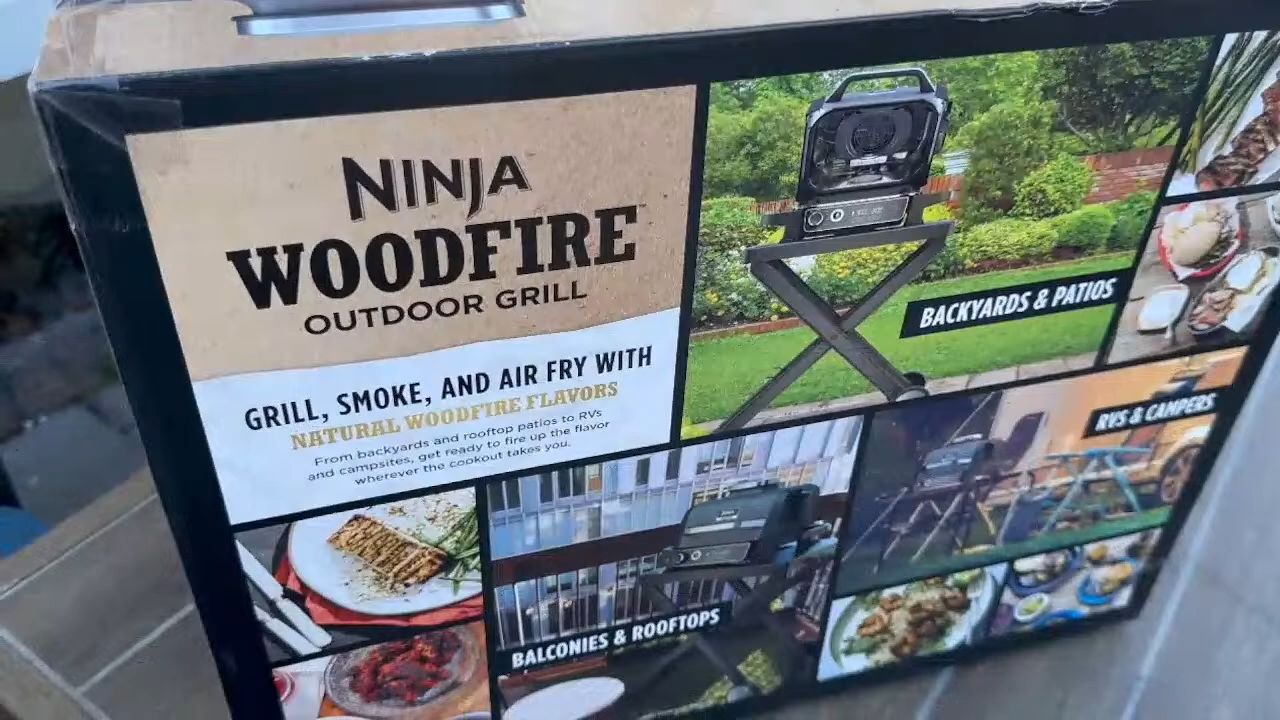 NINJA
WOODFIRE™
OUTDOOR GRILL
GRILL, SMOKE, AND AIR FRY WITH
NATURAL WOODFIRE FLAVORS
From backyards and rooftop patios to RVs
and campsites, get ready to fire up the flavor
wherever the cookout takes you.
BACKYARDS & PATIOS
RVS & CAMPERS
BALCONIES & ROOFTOPS